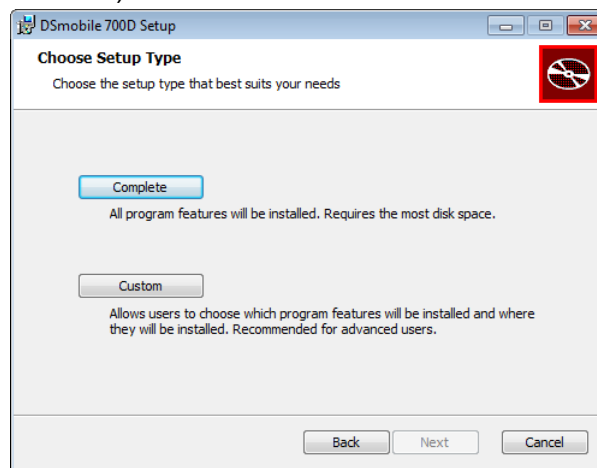 DSmobile 700D Setup
Choose Setup Type
Choose the setup type that best suits your needs
Complete
All program features will be installed. Requires the most disk space.
Custom
Allows users to choose which program features will be installed and where
they will be installed. Recommended for advanced users.
Back
Next
Cancel